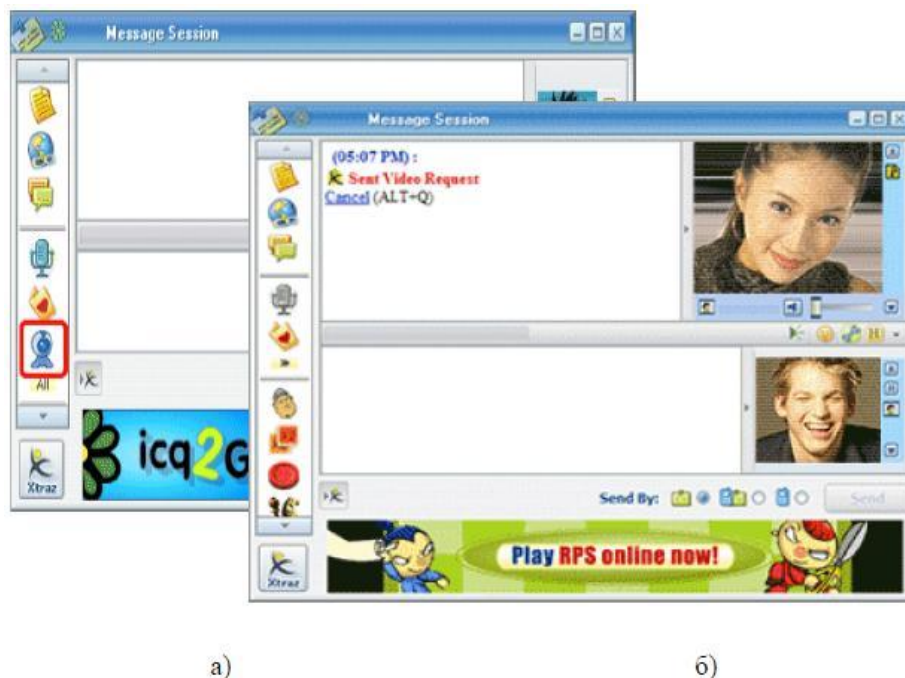 Message Session
All
Xtraz
icq2G
Message Session
(05:07 PM) :
Sent Video Request
Cancel (ALT+Q)
Send By:
Send
Xtraz
Play RPS online now!
а)
б)